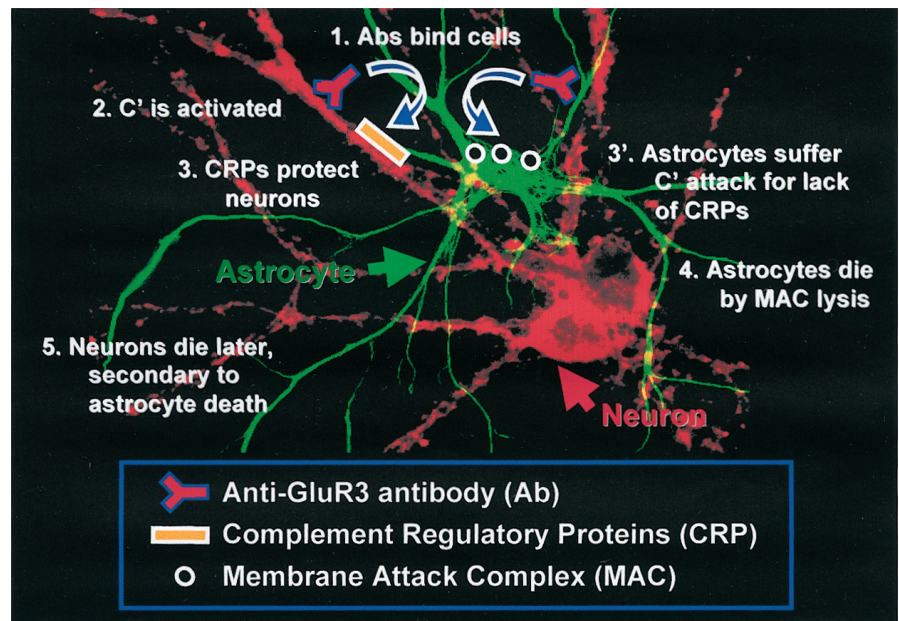 1. Abs bind cells
2. C' is activated
3. CRPs protect
neurons
3'. Astrocytes suffer
C' attack for lack
of CRPs
Astrocyte
4. Astrocytes die
by MAC lysis
5. Neurons die later,
secondary to
astrocyte death
Neuron
Anti-GluR3 antibody (Ab)
Complement Regulatory Proteins (CRP)
Membrane Attack Complex (MAC)